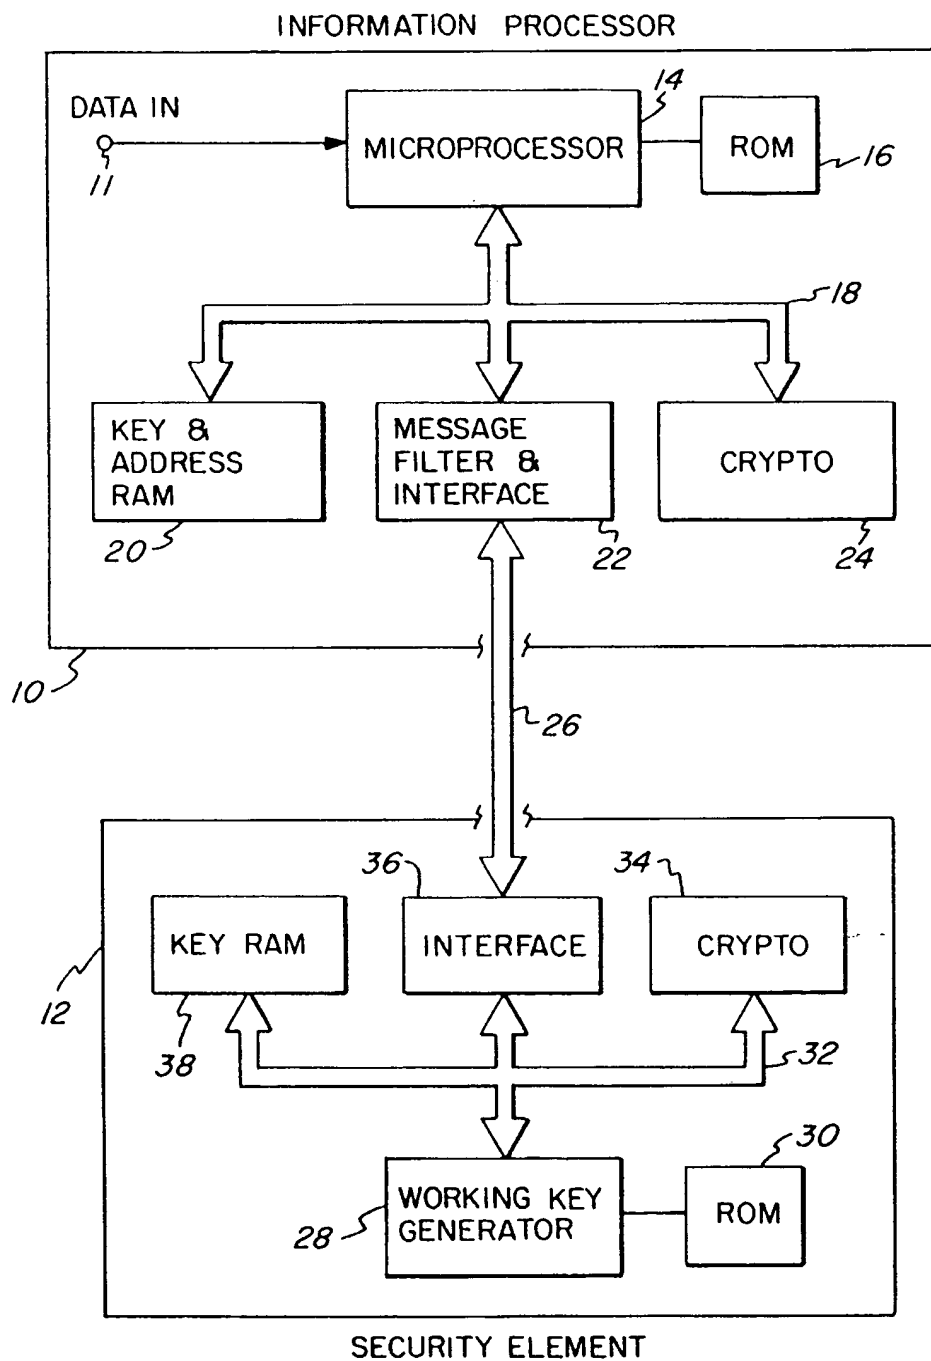 INFORMATION PROCESSOR
DATA IN
11
MICROPROCESSOR
14
ROM
16
18
KEY &
ADDRESS
RAM
20
MESSAGE
FILTER &
INTERFACE
22
CRYPTO
24
10
26
12
KEY RAM
38
36
INTERFACE
34
CRYPTO
32
WORKING KEY
GENERATOR
28
30
ROM
SECURITY ELEMENT